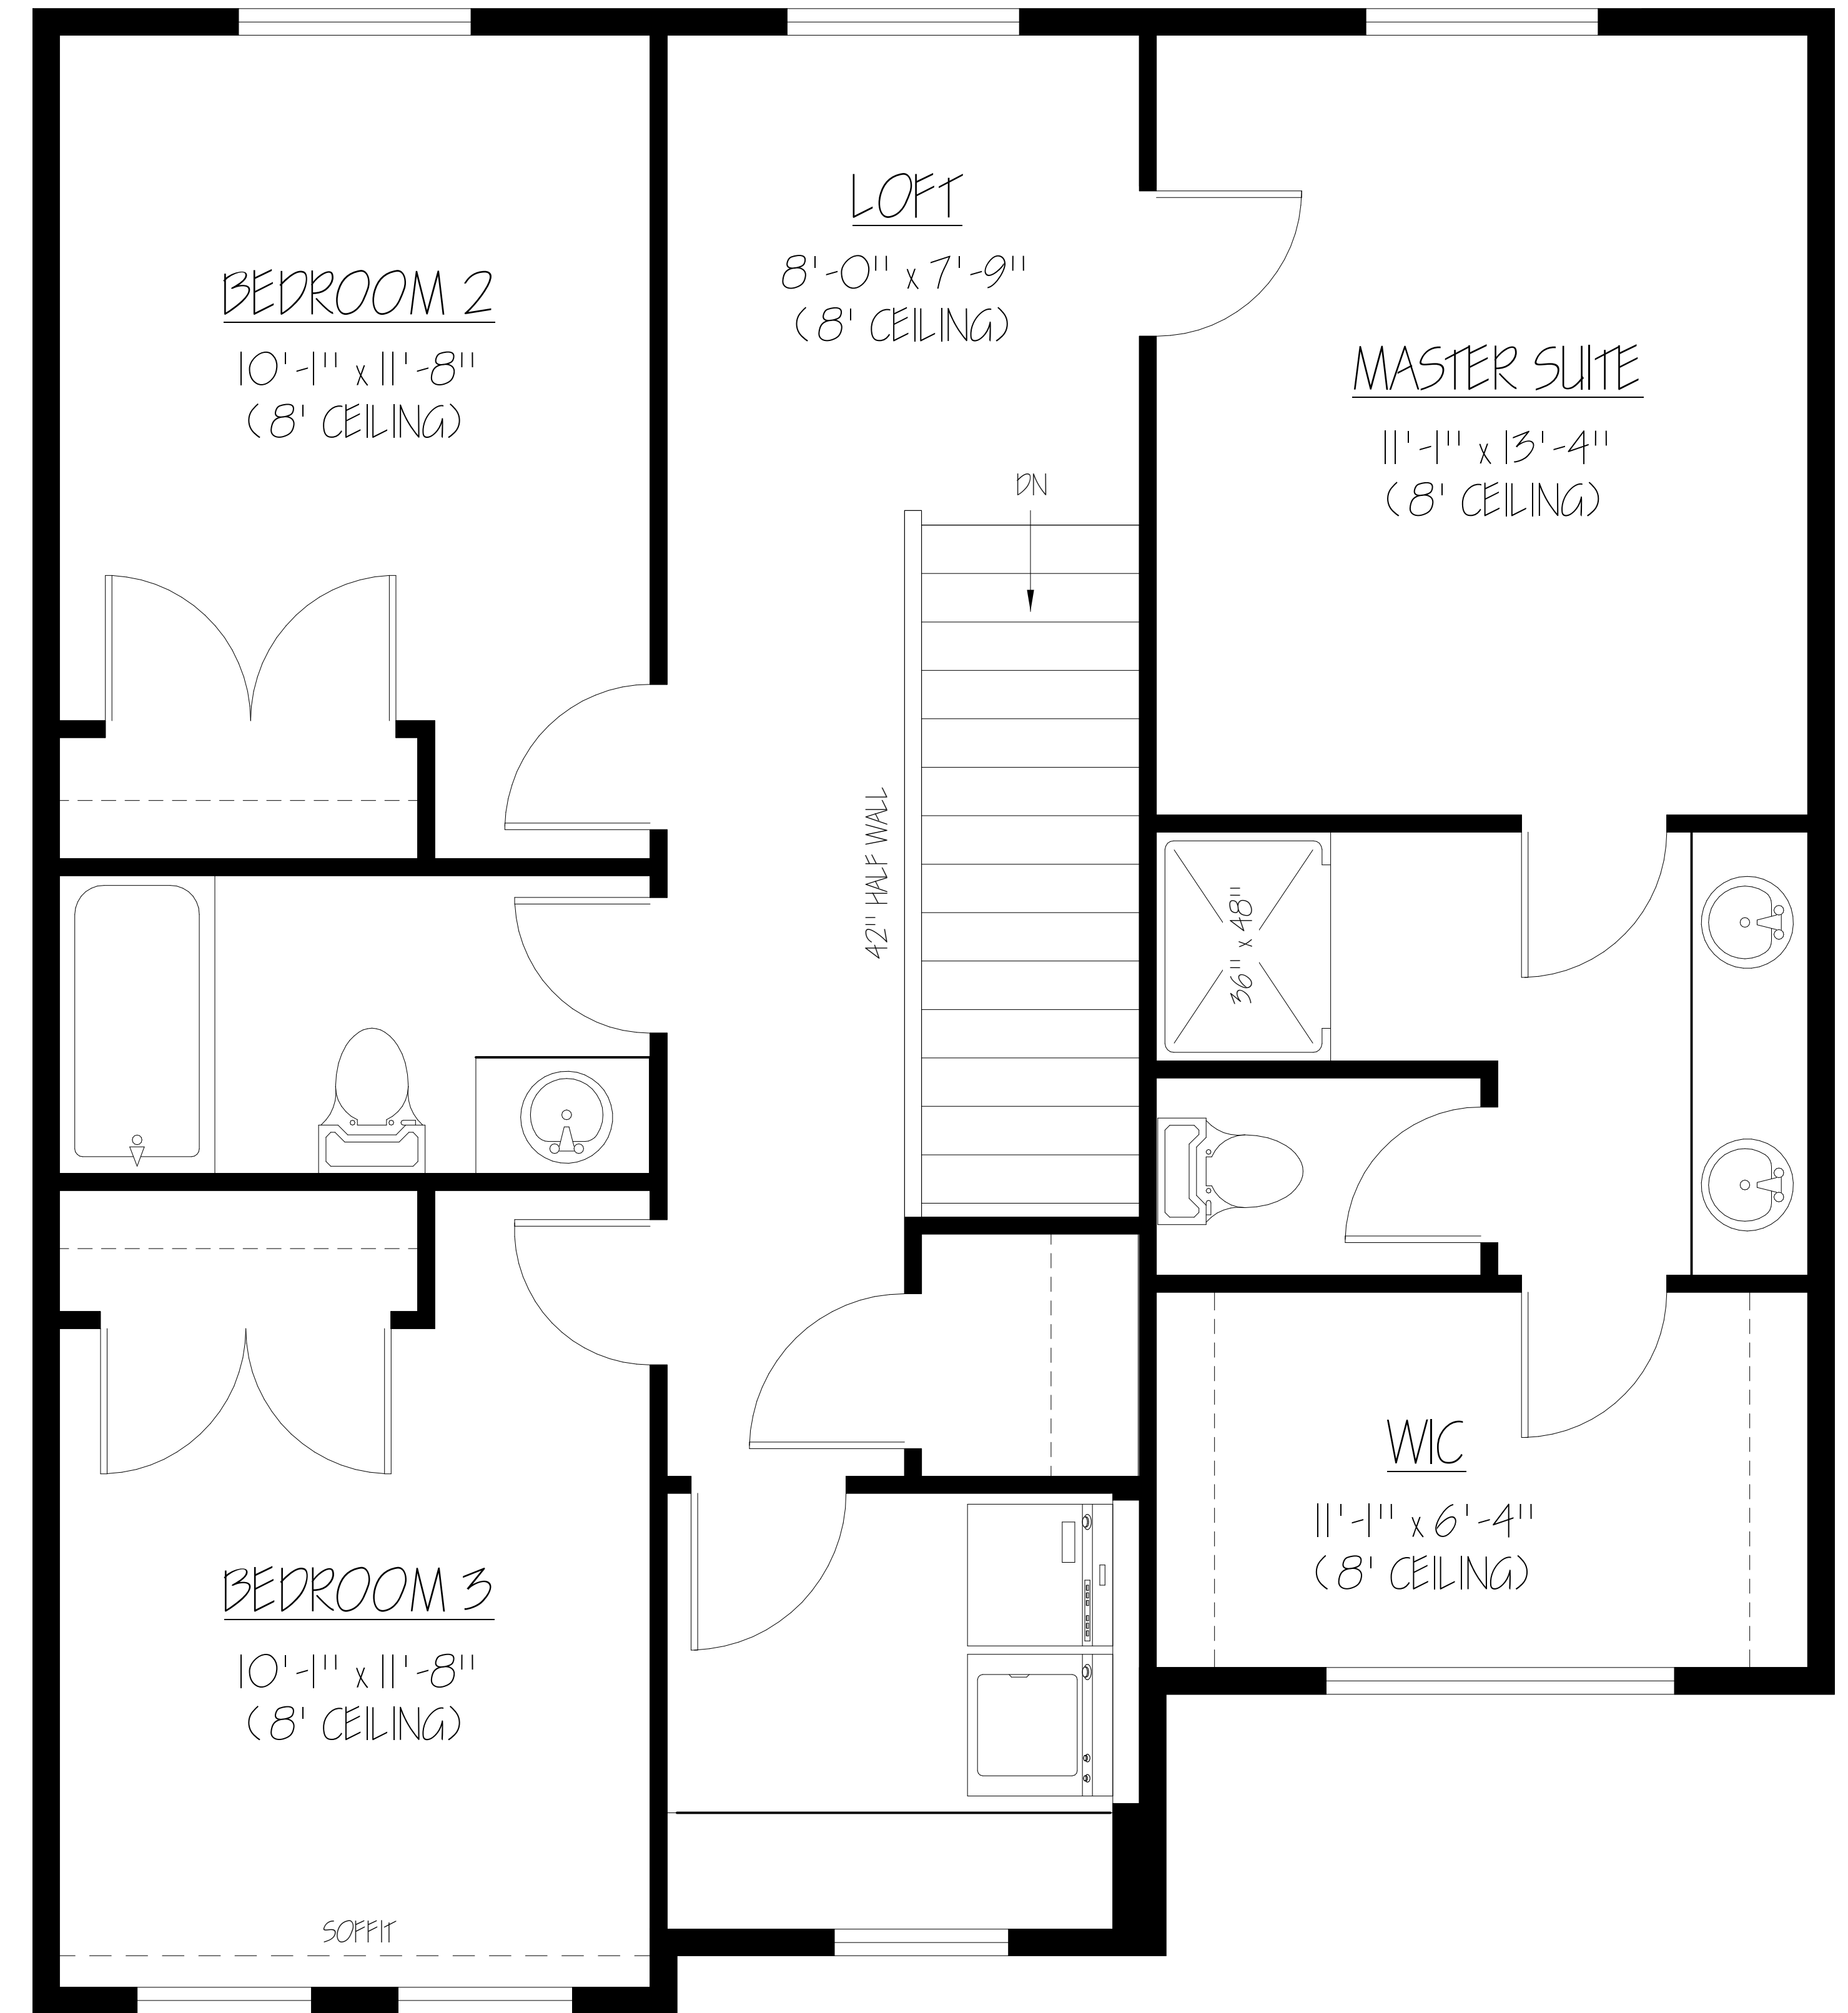 LOFT
8'-0" x 7'-9"
(8' CEILING)
BEDROOM 2
10'-1" x 11'-8"
(8' CEILING)
MASTER SUITE
11'-1" x 13'-4"
(8' CEILING)
DN
42" HALF WALL
36" x 48"
WIC
11'-1" x 6'-4"
(8' CEILING)
BEDROOM 3
10'-1" x 11'-8"
(8' CEILING)
SOFFIT